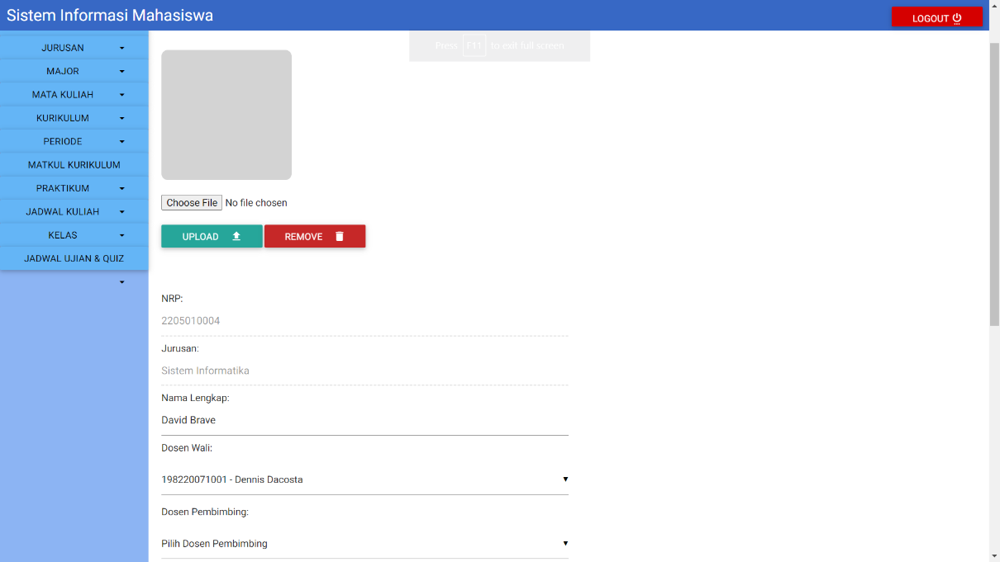 Sistem Informasi Mahasiswa
LOGOUT
Press F11 to exit full screen
JURUSAN
MAJOR
MATA KULIAH
KURIKULUM
PERIODE
MATKUL KURIKULUM
PRAKTIKUM
JADWAL KULIAH
KELAS
JADWAL UJIAN & QUIZ
Choose File No file chosen
UPLOAD REMOVE
NRP:
2205010004
Jurusan:
Sistem Informatika
Nama Lengkap:
David Brave
Dosen Wali:
198220071001 - Dennis Dacosta
Dosen Pembimbing:
Pilih Dosen Pembimbing